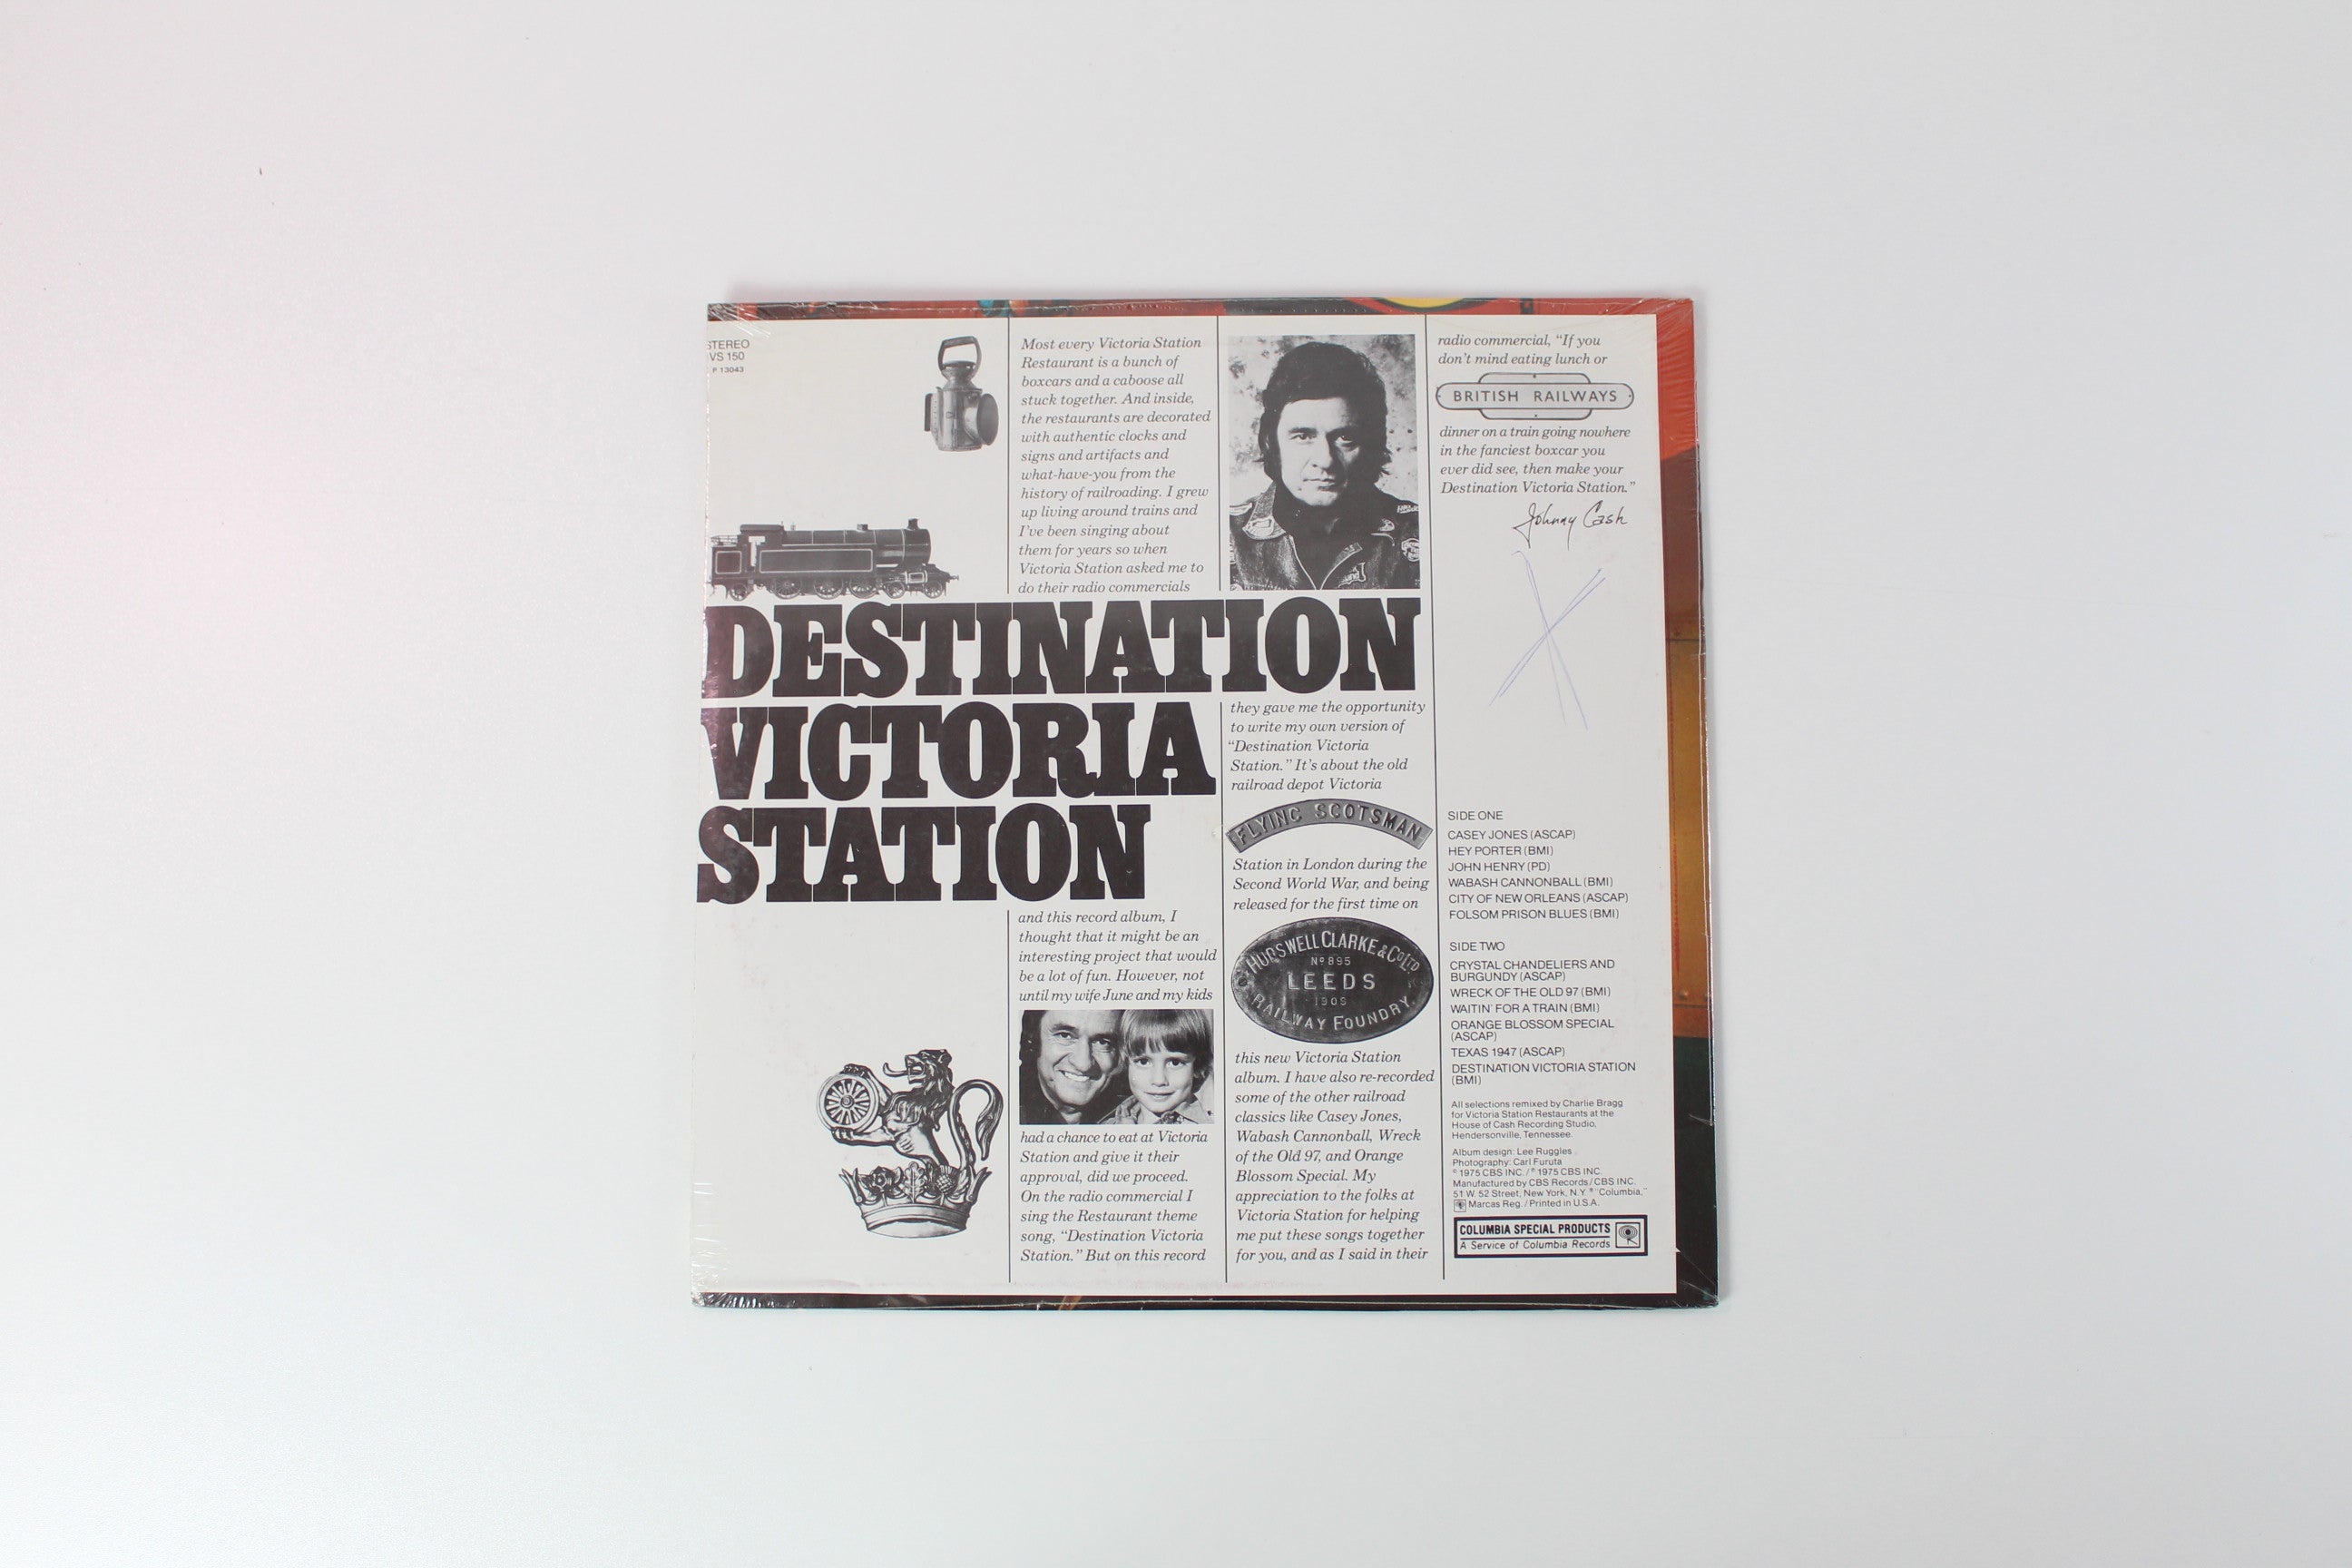 STEREO
VS 150
P 13043
Most every Victoria Station
Restaurant is a bunch of
boxcars and a caboose all
stuck together. And inside,
the restaurants are decorated
with authentic clocks and
signs and artifacts and
what-have-you from the
history of railroading. I grew
up living around trains and
I've been singing about
them for years so when
Victoria Station asked me to
do their radio commercials
DESTINATION
VICTORIA
STATION
and this record album, I
thought that it might be an
interesting project that would
be a lot of fun. However, not
until my wife June and my kids
had a chance to eat at Victoria
Station and give it their
approval, did we proceed.
On the radio commercial I
sing the Restaurant theme
song, “Destination Victoria
Station.” But on this record
they gave me the opportunity
to write my own version of
“Destination Victoria
Station.” It's about the old
railroad depot Victoria
FLYING SCOTSMAN
Station in London during the
Second World War, and being
released for the first time on
HUDSWELL CLARKE & Co LTD
No 895
LEEDS
1909
RAILWAY FOUNDRY.
this new Victoria Station
album. I have also re-recorded
some of the other railroad
classics like Casey Jones,
Wabash Cannonball, Wreck
of the Old 97, and Orange
Blossom Special. My
appreciation to the folks at
Victoria Station for helping
me put these songs together
for you, and as I said in their
radio commercial, “If you
don't mind eating lunch or
BRITISH RAILWAYS
dinner on a train going nowhere
in the fanciest boxcar you
ever did see, then make your
Destination Victoria Station.”
Johnny Cash
SIDE ONE
CASEY JONES (ASCAP)
HEY PORTER (BMI)
JOHN HENRY (PD)
WABASH CANNONBALL (BMI)
CITY OF NEW ORLEANS (ASCAP)
FOLSOM PRISON BLUES (BMI)
SIDE TWO
CRYSTAL CHANDELIERS AND
BURGUNDY (ASCAP)
WRECK OF THE OLD 97 (BMI)
WAITIN' FOR A TRAIN (BMI)
ORANGE BLOSSOM SPECIAL
(ASCAP)
TEXAS 1947 (ASCAP)
DESTINATION VICTORIA STATION
(BMI)
All selections remixed by Charlie Bragg
for Victoria Station Restaurants at the
House of Cash Recording Studio,
Hendersonville, Tennessee.
Album design: Lee Ruggles
Photography: Carl Furuta
© 1975 CBS INC. / ℗ 1975 CBS INC.
Manufactured by CBS Records / CBS INC.
51 W. 52 Street, New York, N.Y. ® "Columbia,"
Marcas Reg. / Printed in U.S.A.
COLUMBIA SPECIAL PRODUCTS
A Service of Columbia Records